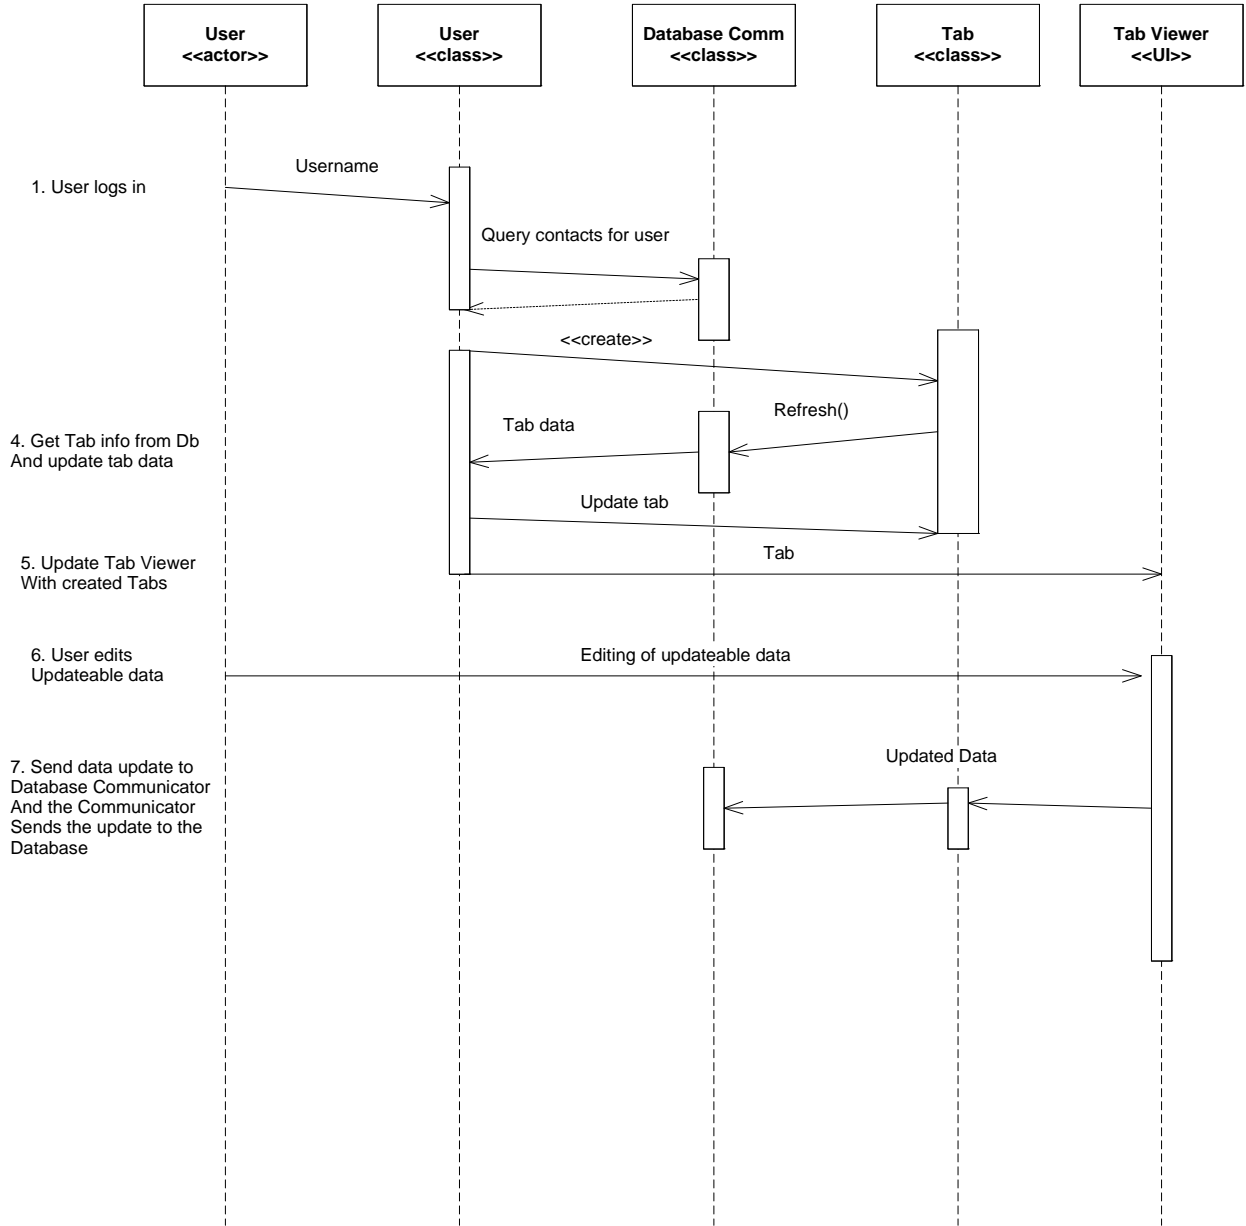 User
<<actor>>
User
<<class>>
Database Comm
<<class>>
Tab
<<class>>
Tab Viewer
<<UI>>
Username
1. User logs in
Query contacts for user
<<create>>
Refresh()
Tab data
4. Get Tab info from Db
And update tab data
Update tab
Tab
5. Update Tab Viewer
With created Tabs
6. User edits
Updateable data
Editing of updateable data
Updated Data
7. Send data update to
Database Communicator
And the Communicator
Sends the update to the
Database